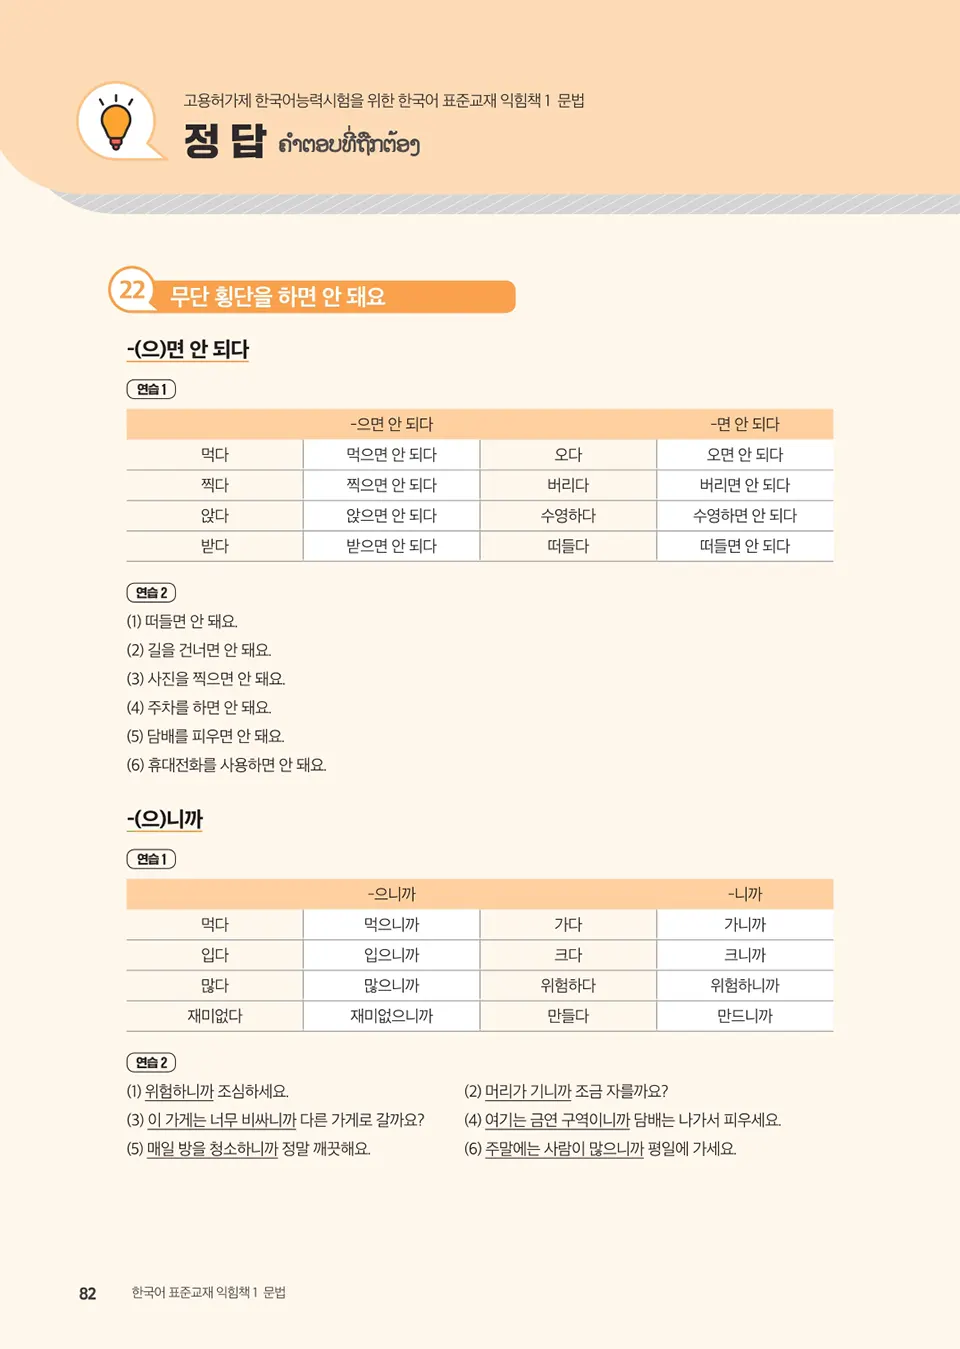 고용허가제 한국어능력시험을 위한 한국어 표준교재 익힘책 1 문법
정답 ຄຳຕອບທີ່ຖືກຕ້ອງ
22 무단 횡단을 하면 안 돼요
-(으)면 안 되다
연습 1
-으면 안 되다 -면 안 되다
먹다 먹으면 안 되다 오다 오면 안 되다
찍다 찍으면 안 되다 버리다 버리면 안 되다
앉다 앉으면 안 되다 수영하다 수영하면 안 되다
받다 받으면 안 되다 떠들다 떠들면 안 되다
연습 2
(1) 떠들면 안 돼요.
(2) 길을 건너면 안 돼요.
(3) 사진을 찍으면 안 돼요.
(4) 주차를 하면 안 돼요.
(5) 담배를 피우면 안 돼요.
(6) 휴대전화를 사용하면 안 돼요.
-(으)니까
연습 1
-으니까 -니까
먹다 먹으니까 가다 가니까
입다 입으니까 크다 크니까
많다 많으니까 위험하다 위험하니까
재미없다 재미없으니까 만들다 만드니까
연습 2
(1) 위험하니까 조심하세요. (2) 머리가 기니까 조금 자를까요?
(3) 이 가게는 너무 비싸니까 다른 가게로 갈까요? (4) 여기는 금연 구역이니까 담배는 나가서 피우세요.
(5) 매일 방을 청소하니까 정말 깨끗해요. (6) 주말에는 사람이 많으니까 평일에 가세요.
82 한국어 표준교재 익힘책 1 문법